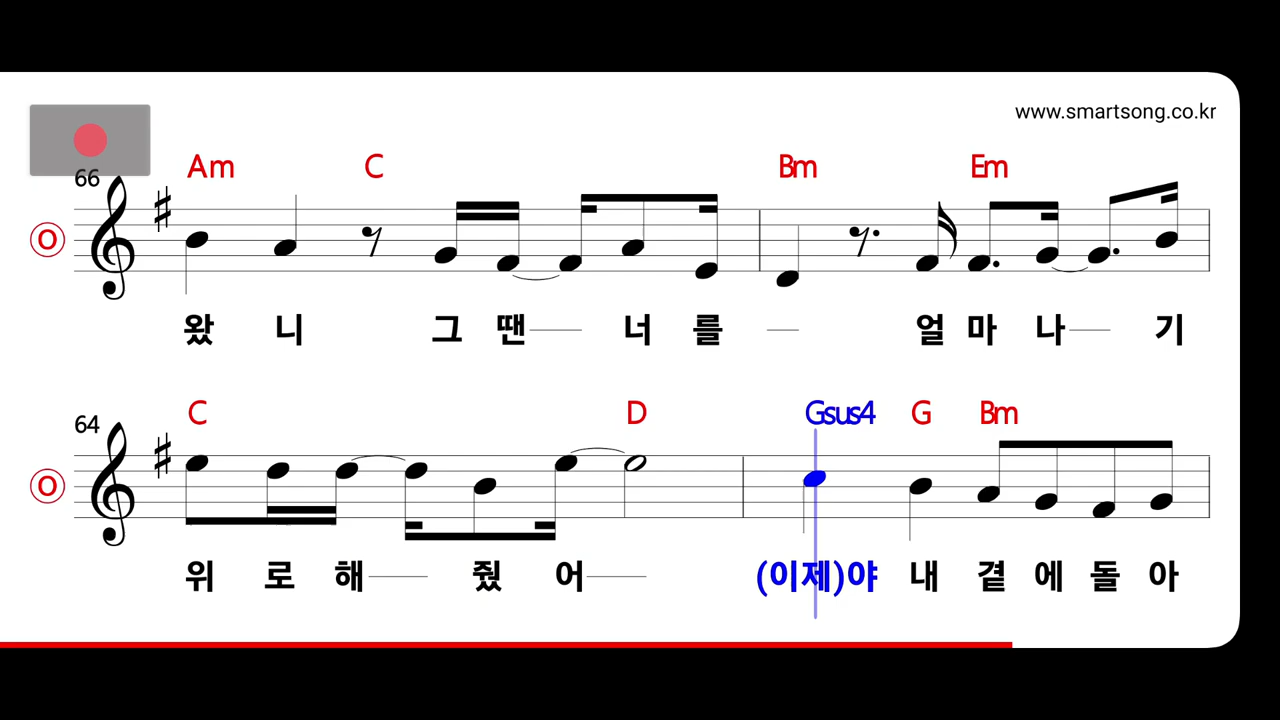 www.smartsong.co.kr
66
Am C Bm Em
O
왔 니 그 땐 너 를 얼 마 나 기
64
C D Gsus4 G Bm
O
위 로 해 줬 어 (이제)야 내 곁 에 돌 아